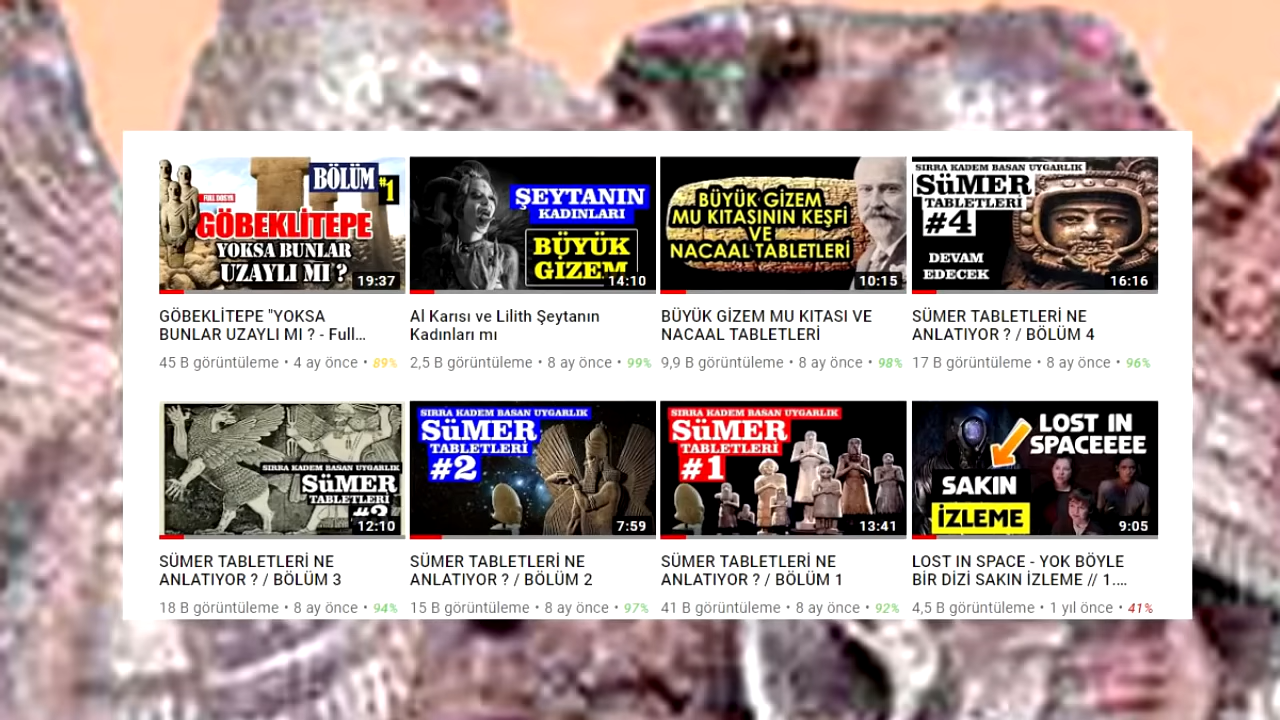 FULL DOSYA
BÖLÜM #1
GÖBEKLİTEPE
YOKSA BUNLAR
UZAYLI MI ?
19:37
GÖBEKLİTEPE "YOKSA
BUNLAR UZAYLI MI ? - Full...
45 B görüntüleme • 4 ay önce • 89%
ŞEYTANIN
KADINLARI
BÜYÜK
GİZEM
14:10
Al Karısı ve Lilith Şeytanın
Kadınları mı
2,5 B görüntüleme • 8 ay önce • 99%
BÜYÜK GİZEM
MU KITASININ KEŞFİ
VE
NACAAL TABLETLERİ
10:15
BÜYÜK GİZEM MU KITASI VE
NACAAL TABLETLERİ
9,9 B görüntüleme • 8 ay önce • 98%
SIRRA KADEM BASAN UYGARLIK
SüMER
TABLETLERİ
#4
DEVAM
EDECEK
16:16
SÜMER TABLETLERİ NE
ANLATIYOR ? / BÖLÜM 4
17 B görüntüleme • 8 ay önce • 96%
SIRRA KADEM BASAN UYGARLIK
SüMER
TABLETLERİ
#3
12:10
SÜMER TABLETLERİ NE
ANLATIYOR ? / BÖLÜM 3
18 B görüntüleme • 8 ay önce • 94%
SIRRA KADEM BASAN UYGARLIK
SüMER
TABLETLERİ
#2
7:59
SÜMER TABLETLERİ NE
ANLATIYOR ? / BÖLÜM 2
15 B görüntüleme • 8 ay önce • 97%
SIRRA KADEM BASAN UYGARLIK
SüMER
TABLETLERİ
#1
13:41
SÜMER TABLETLERİ NE
ANLATIYOR ? / BÖLÜM 1
41 B görüntüleme • 8 ay önce • 92%
LOST IN
SPACEEEE
SAKIN
İZLEME
9:05
LOST IN SPACE - YOK BÖYLE
BİR DİZİ SAKIN İZLEME // 1....
4,5 B görüntüleme • 1 yıl önce • 41%